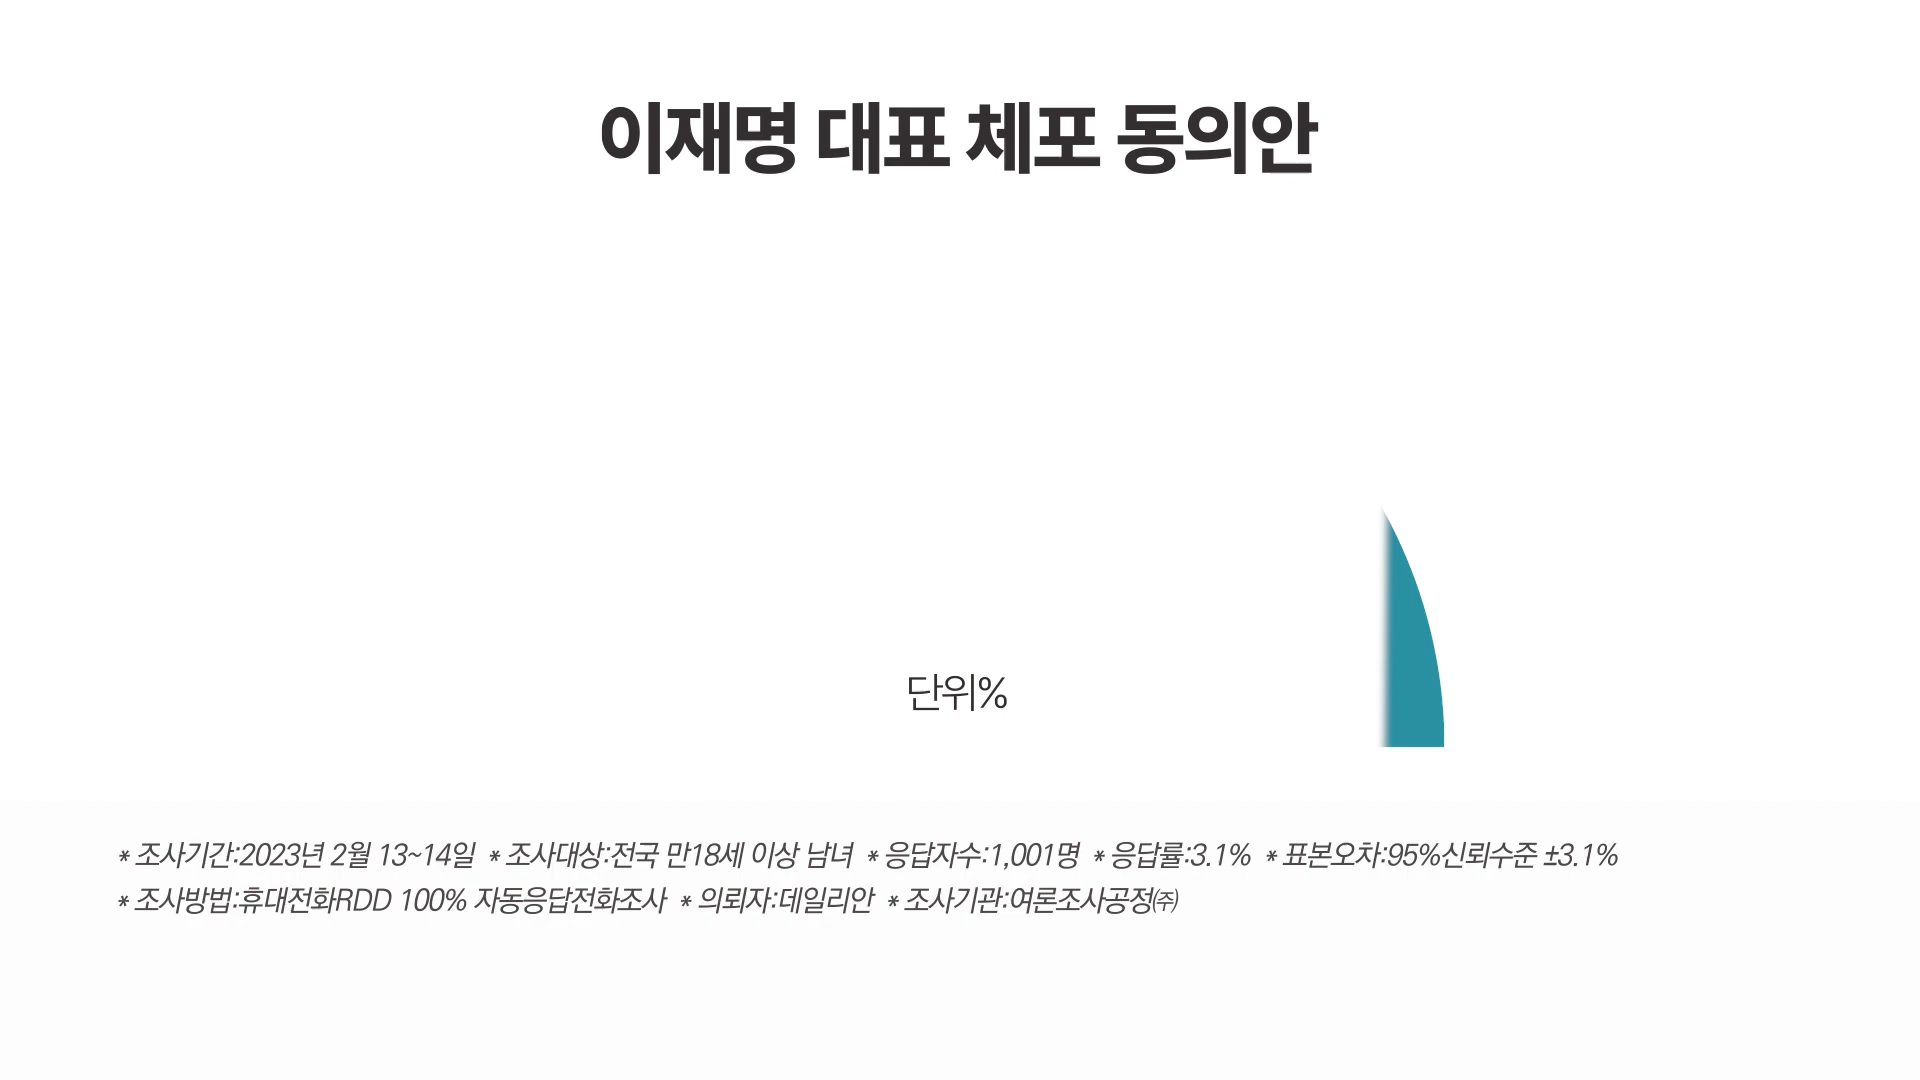 이재명 대표 체포 동의안
단위%
* 조사기간:2023년 2월 13~14일 * 조사대상:전국 만18세 이상 남녀 * 응답자수:1,001명 * 응답률:3.1% * 표본오차:95%신뢰수준 ±3.1%
* 조사방법:휴대전화RDD 100% 자동응답전화조사 * 의뢰자:데일리안 * 조사기관:여론조사공정㈜